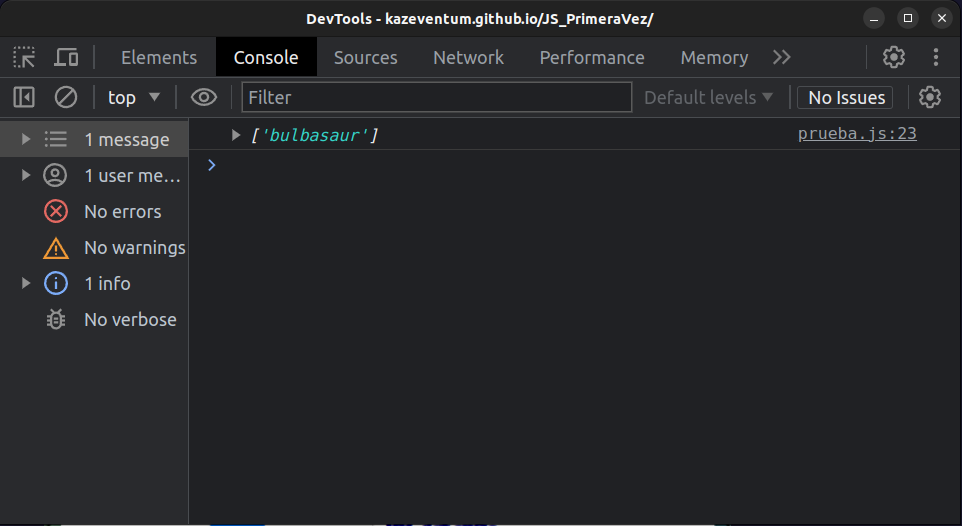 DevTools - kazeventum.github.io/JS_PrimeraVez/
Elements Console Sources Network Performance Memory
top Filter Default levels No Issues
1 message
1 user me…
No errors
No warnings
1 info
No verbose
['bulbasaur'] prueba.js:23